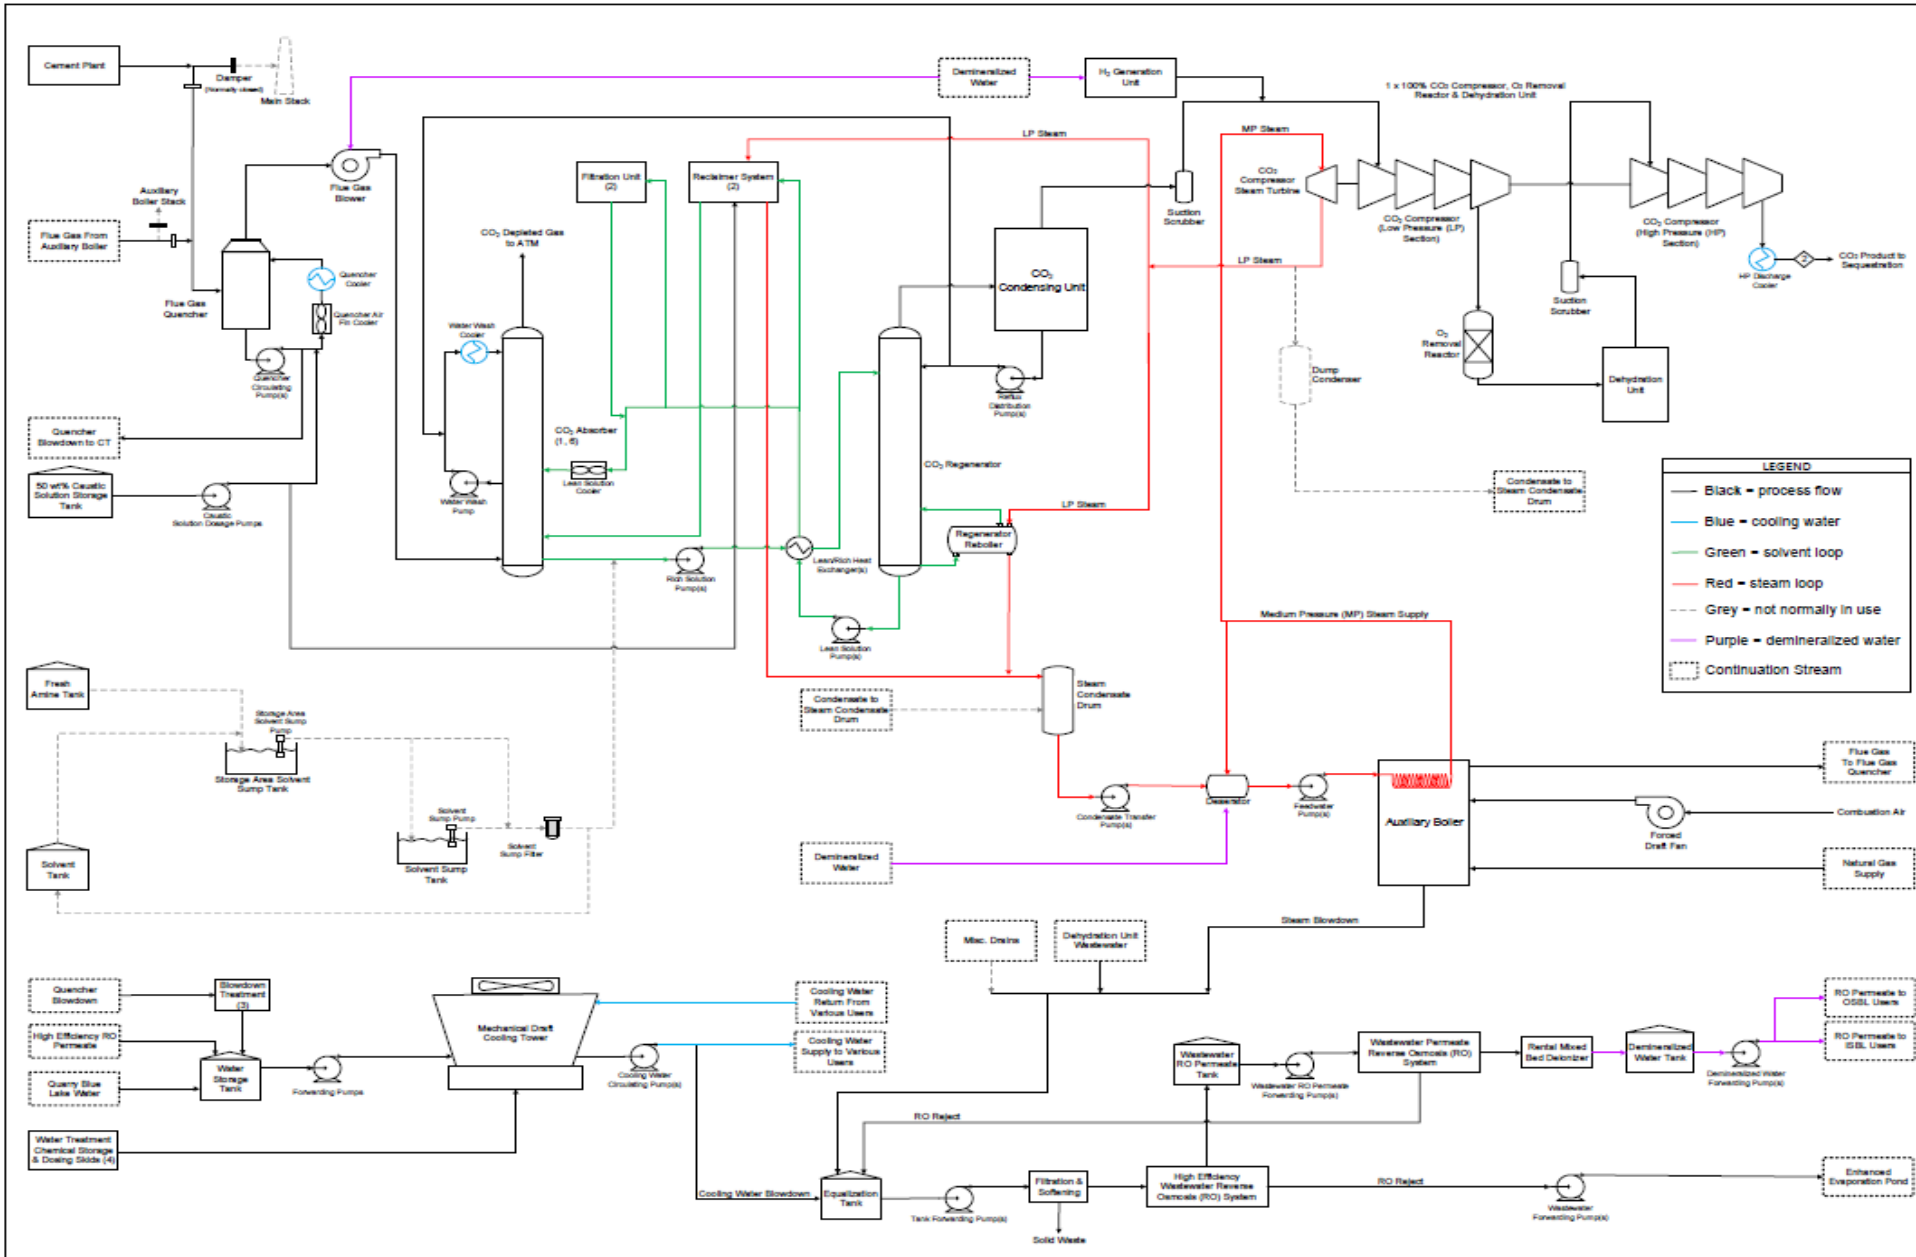 Cement Plant
Damper
(Normally closed)
Main Stack
Demineralized
Water
H₂ Generation
Unit
1 x 100% CO₂ Compressor, O₂ Removal
Reactor & Dehydration Unit
LP Steam
MP Steam
Flue Gas
Blower
Auxiliary
Boiler Stack
Filtration Unit
(2)
Reclaimer System
(2)
CO₂
Compressor
Steam Turbine
Suction
Scrubber
CO₂ Compressor
(Low Pressure (LP)
Section)
CO₂ Compressor
(High Pressure (HP)
Section)
Flue Gas From
Auxiliary Boiler
CO₂ Depleted Gas
to ATM
LP Steam
2
CO₂ Product to
Sequestration
HP Discharge
Cooler
Quencher
Cooler
CO₂
Condensing Unit
Flue Gas
Quencher
Quencher Air
Fin Cooler
Suction
Scrubber
Water Wash
Cooler
O₂
Removal
Reactor
Quencher
Circulating
Pump(s)
Dump
Condenser
Dehydration
Unit
Reflux
Distribution
Pump(s)
Quencher
Blowdown to CT
CO₂ Absorber
(1, 6)
CO₂ Regenerator
50 wt% Caustic
Solution Storage
Tank
Caustic
Solution Dosage Pumps
Water Wash
Pump
Lean Solution
Cooler
Condensate to
Steam Condensate
Drum
LP Steam
Regenerator
Reboiler
Rich Solution
Pump(s)
Lean/Rich Heat
Exchanger(s)
Lean Solution
Pump(s)
LEGEND
Black = process flow
Blue = cooling water
Green = solvent loop
Red = steam loop
Grey = not normally in use
Purple = demineralized water
Continuation Stream
Medium Pressure (MP) Steam Supply
Fresh
Amine Tank
Storage Area
Solvent Sump
Pump
Storage Area Solvent
Sump Tank
Condensate to
Steam Condensate
Drum
Steam
Condensate
Drum
Solvent
Sump Pump
Solvent
Sump Filter
Solvent Sump
Tank
Solvent
Tank
Condensate Transfer
Pump(s)
Deaerator
Feedwater
Pump(s)
Auxiliary Boiler
Flue Gas
To Flue Gas
Quencher
Combustion Air
Forced
Draft Fan
Natural Gas
Supply
Demineralized
Water
Steam Blowdown
Misc. Drains
Dehydration Unit
Wastewater
Quencher
Blowdown
Blowdown
Treatment
(3)
High Efficiency RO
Permeate
Quarry Blue
Lake Water
Water
Storage
Tank
Forwarding Pumps
Mechanical Draft
Cooling Tower
Cooling Water
Return From
Various Users
Cooling Water
Supply to Various
Users
Cooling Water
Circulating Pump(s)
Water Treatment
Chemical Storage
& Dosing Skids (4)
Wastewater
RO Permeate
Tank
Wastewater RO Permeate
Forwarding Pump(s)
Wastewater Permeate
Reverse Osmosis (RO)
System
Rental Mixed
Bed Deionizer
Demineralized
Water Tank
Demineralized Water
Forwarding Pump(s)
RO Permeate to
OSBL Users
RO Permeate to
ISBL Users
RO Reject
Cooling Water Blowdown
Equalization
Tank
Tank Forwarding Pump(s)
Filtration &
Softening
Solid Waste
High Efficiency
Wastewater Reverse
Osmosis (RO) System
RO Reject
Wastewater
Forwarding Pump(s)
Enhanced
Evaporation Pond